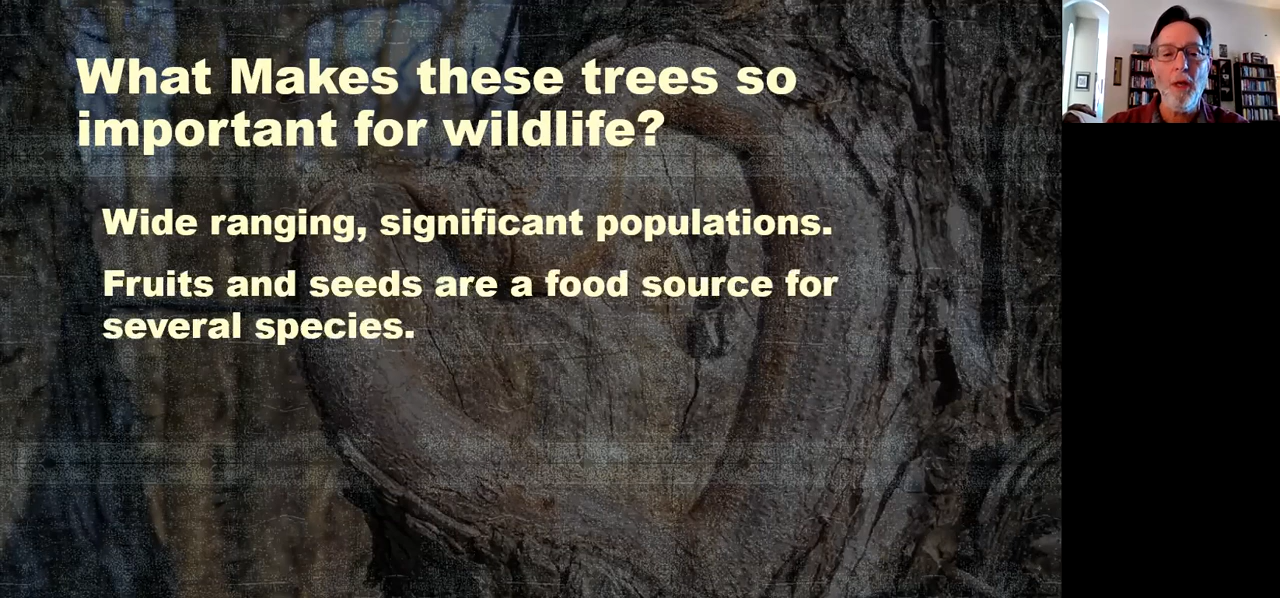 What Makes these trees so
important for wildlife?
Wide ranging, significant populations.
Fruits and seeds are a food source for
several species.